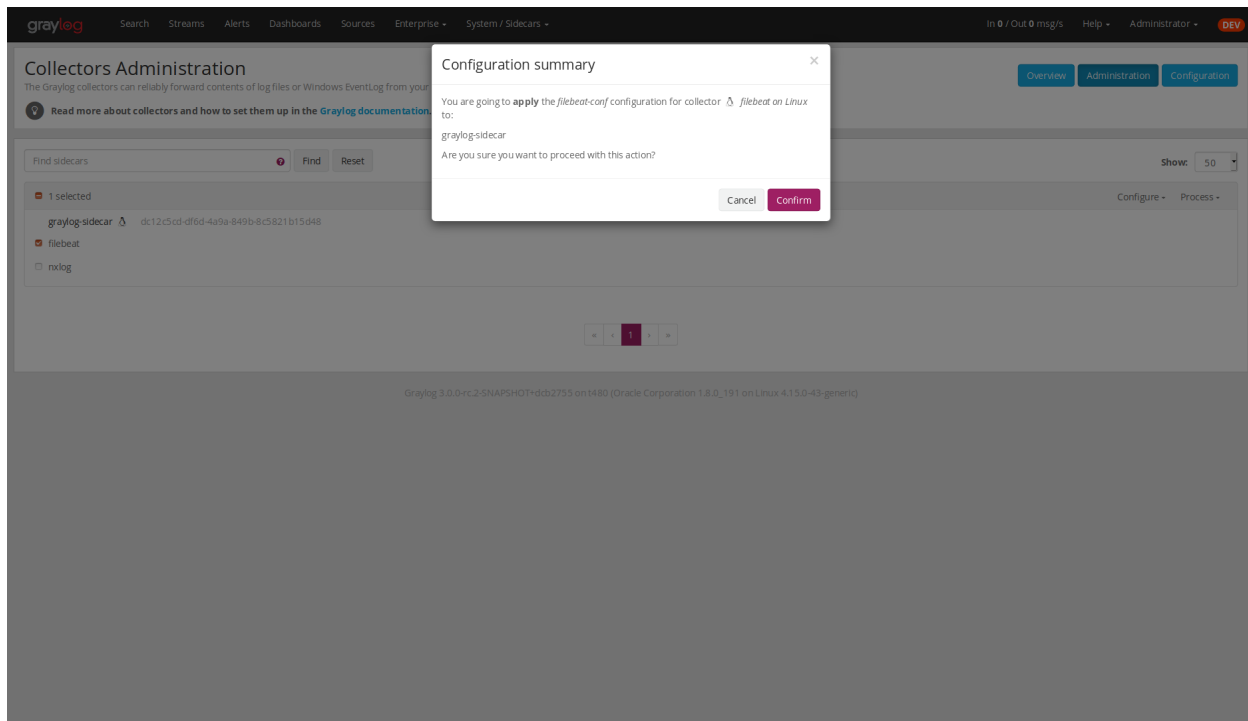 graylog Search Streams Alerts Dashboards Sources Enterprise System / Sidecars In 0 / Out 0 msg/s Help Administrator DEV
Collectors Administration
The Graylog collectors can reliably forward contents of log files or Windows EventLog from your
Read more about collectors and how to set them up in the Graylog documentation.
Overview Administration Configuration
Configuration summary ×
You are going to apply the filebeat-conf configuration for collector filebeat on Linux
to:
graylog-sidecar
Are you sure you want to proceed with this action?
Cancel Confirm
Find sidecars Find Reset Show: 50
1 selected Configure Process
graylog-sidecar dc12c5cd-df6d-4a9a-849b-8c5821b15d48
filebeat
nxlog
« ‹ 1 › »
Graylog 3.0.0-rc.2-SNAPSHOT+dcb2755 on t480 (Oracle Corporation 1.8.0_191 on Linux 4.15.0-43-generic)